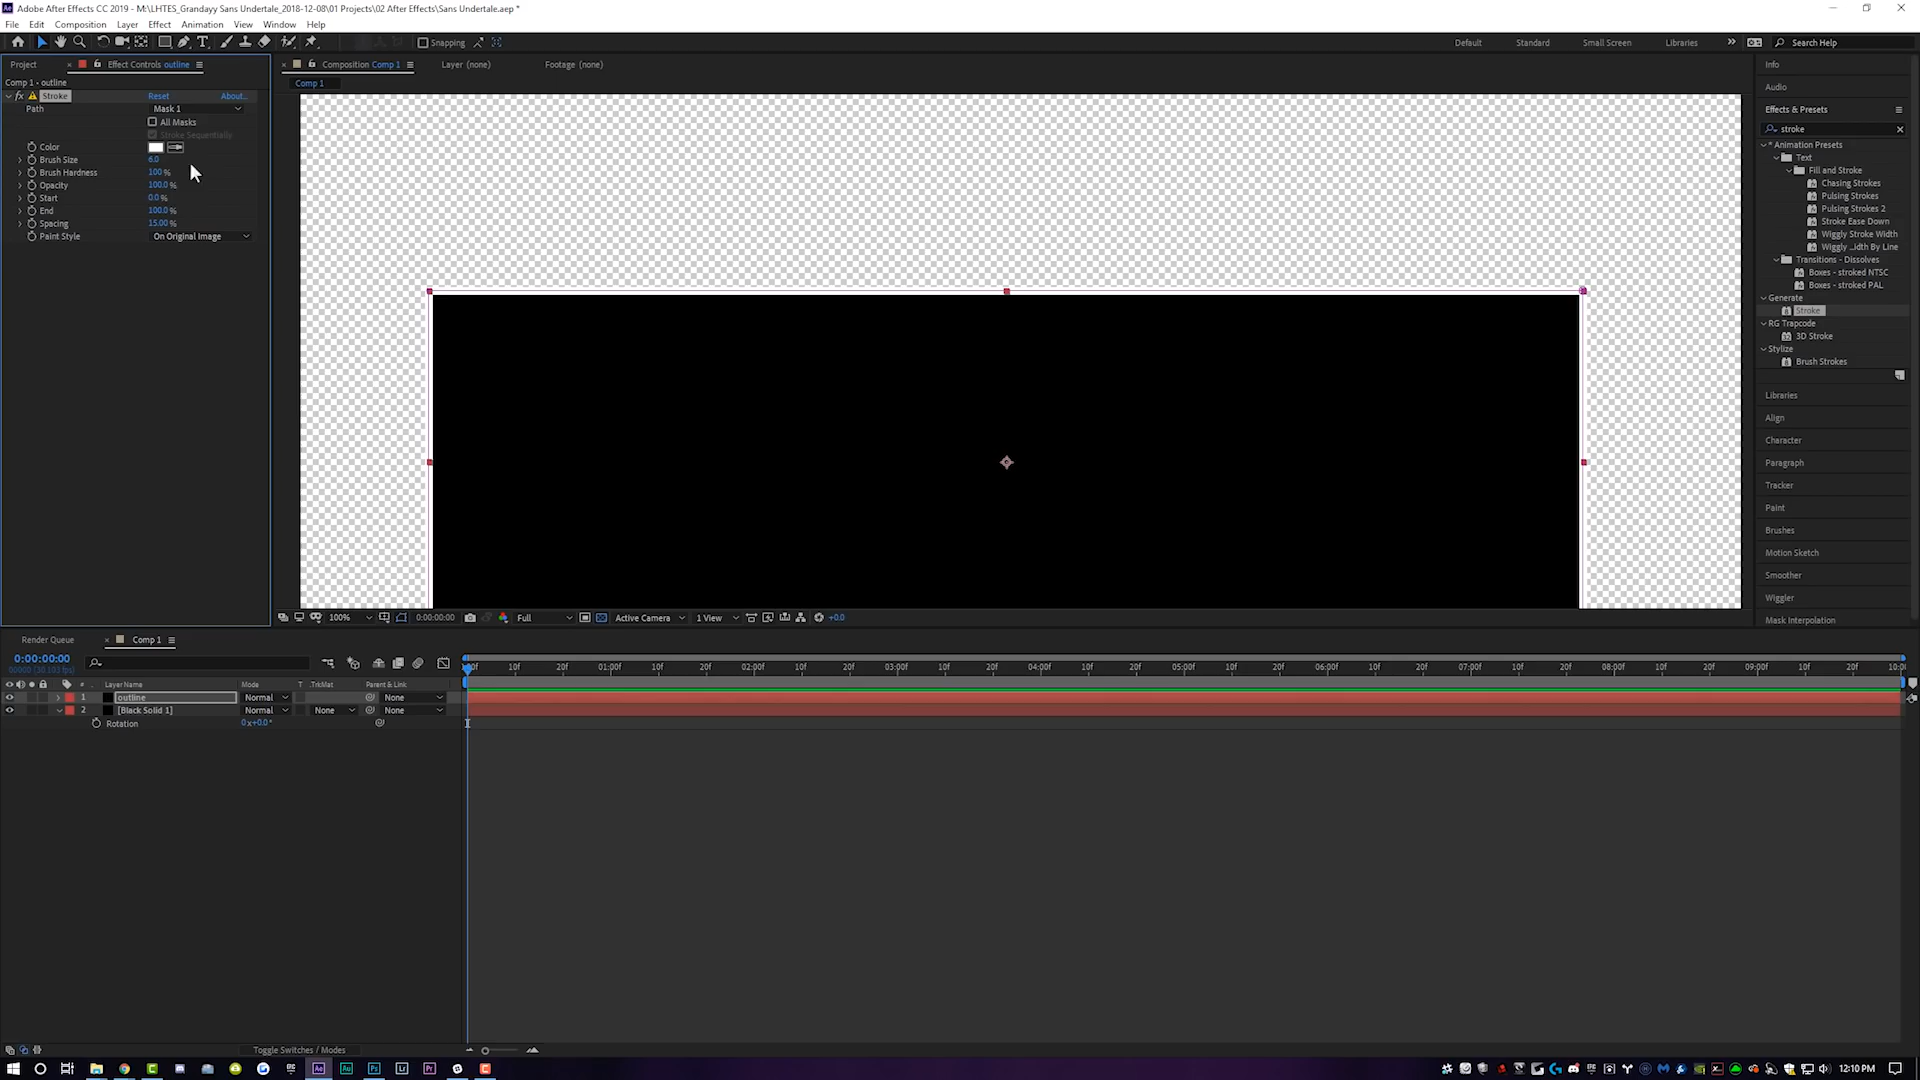 Adobe After Effects CC 2019 - M:\LHTES_Grandayy Sans Undertale_2018-12-08\01 Projects\02 After Effects\Sans Undertale.aep *
File Edit Composition Layer Effect Animation View Window Help
Snapping Default Standard Small Screen Libraries Search Help
Project Effect Controls outline Composition Comp 1 Layer (none) Footage (none) Info
Comp 1 • outline Comp 1
Audio
fx Stroke Reset About...
Path Mask 1
All Masks
Stroke Sequentially
Color
Brush Size 6.0
Brush Hardness 100 %
Opacity 100.0 %
Start 0.0 %
End 100.0 %
Spacing 15.00 %
Paint Style On Original Image
Effects & Presets
stroke
* Animation Presets
Text
Fill and Stroke
Chasing Strokes
Pulsing Strokes
Pulsing Strokes 2
Stroke Ease Down
Wiggly Stroke Width
Wiggly ...idth By Line
Transitions - Dissolves
Boxes - stroked NTSC
Boxes - stroked PAL
Generate
Stroke
RG Trapcode
3D Stroke
Stylize
Brush Strokes
Libraries
Align
Character
Paragraph
Tracker
Paint
Brushes
Motion Sketch
Smoother
Wiggler
Mask Interpolation
100% 0:00:00:00 Full Active Camera 1 View +0.0
Render Queue Comp 1
0:00:00:00
10f 20f 01:00f 10f 20f 02:00f 10f 20f 03:00f 10f 20f 04:00f 10f 20f 05:00f 10f 20f 06:00f 10f 20f 07:00f 10f 20f 08:00f 10f 20f 09:00f 10f 20f
# Layer Name Mode T .TrkMat Parent & Link
1 outline Normal None
2 [Black Solid 1] Normal None None
Rotation 0x+0.0°
Toggle Switches / Modes
12:10 PM